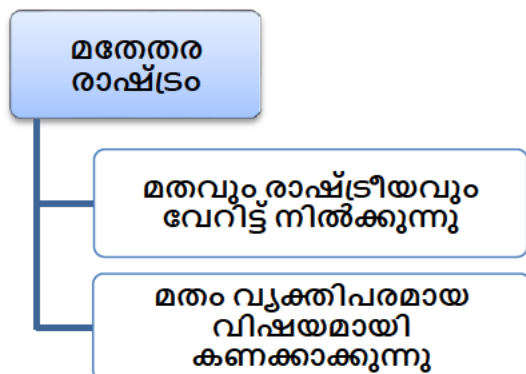 മതേതര
രാഷ്ട്രം
മതവും രാഷ്ട്രീയവും
വേറിട്ട് നിൽക്കുന്നു
മതം വ്യക്തിപരമായ
വിഷയമായി
കണക്കാക്കുന്നു